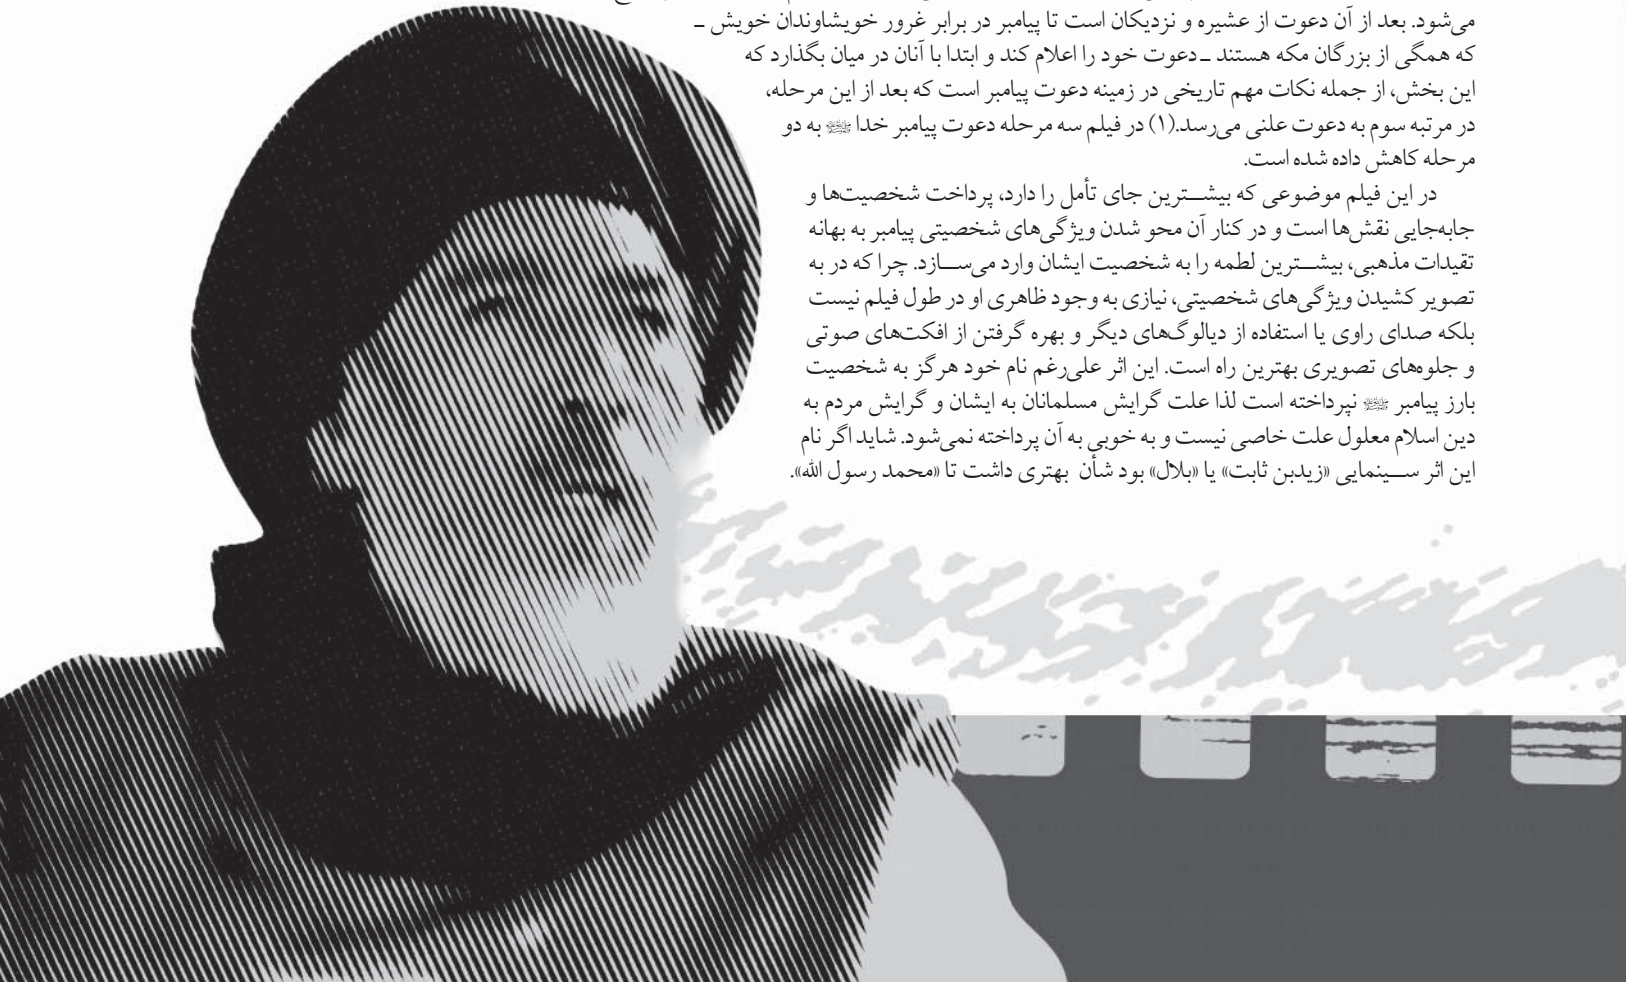 می‌شود. بعد از آن دعوت از عشیره و نزدیکان است تا پیامبر در برابر غرور خویشاوندان خویش ـ
که همگی از بزرگان مکه هستند ـ دعوت خود را اعلام کند و ابتدا با آنان در میان بگذارد که
این بخش، از جمله نکات مهم تاریخی در زمینه دعوت پیامبر است که بعد از این مرحله،
در مرتبه سوم به دعوت علنی می‌رسد.(۱) در فیلم سه مرحله دعوت پیامبر خدا ﷺ به دو
مرحله کاهش داده شده است.
در این فیلم موضوعی که بیشـــترین جای تأمل را دارد، پرداخت شخصیت‌ها و
جابه‌جایی نقش‌ها است و در کنار آن محو شدن ویژگی‌های شخصیتی پیامبر به بهانه
تقیدات مذهبی، بیشـــترین لطمه را به شخصیت ایشان وارد می‌ســـازد. چرا که در به
تصویر کشیدن ویژگی‌های شخصیتی، نیازی به وجود ظاهری او در طول فیلم نیست
بلکه صدای راوی یا استفاده از دیالوگ‌های دیگر و بهره گرفتن از افکت‌های صوتی
و جلوه‌های تصویری بهترین راه است. این اثر علی‌رغم نام خود هرگز به شخصیت
بارز پیامبر ﷺ نپرداخته است لذا علت گرایش مسلمانان به ایشان و گرایش مردم به
دین اسلام معلول علت خاصی نیست و به خوبی به آن پرداخته نمی‌شود. شاید اگر نام
این اثر ســـینمایی «زیدبن ثابت» یا «بلال» بود شأن بهتری داشت تا «محمد رسول الله».